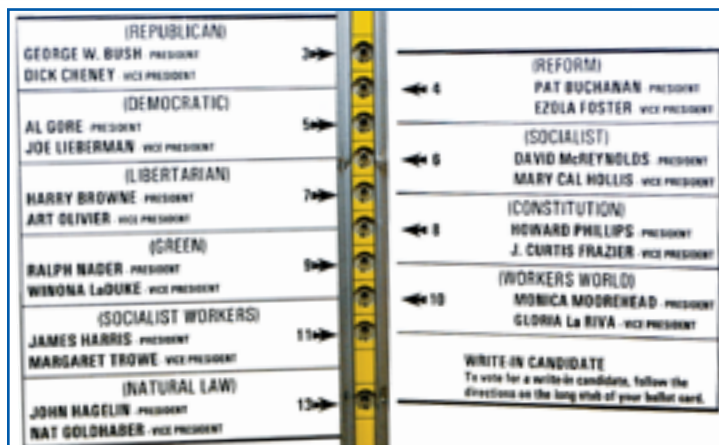 (REPUBLICAN)
GEORGE W. BUSH - PRESIDENT
DICK CHENEY - VICE PRESIDENT
3
(DEMOCRATIC)
AL GORE - PRESIDENT
JOE LIEBERMAN - VICE PRESIDENT
5
(LIBERTARIAN)
HARRY BROWNE - PRESIDENT
ART OLIVIER - VICE PRESIDENT
7
(GREEN)
RALPH NADER - PRESIDENT
WINONA LaDUKE - VICE PRESIDENT
9
(SOCIALIST WORKERS)
JAMES HARRIS - PRESIDENT
MARGARET TROWE - VICE PRESIDENT
11
(NATURAL LAW)
JOHN HAGELIN - PRESIDENT
NAT GOLDHABER - VICE PRESIDENT
13
(REFORM)
4
PAT BUCHANAN - PRESIDENT
EZOLA FOSTER - VICE PRESIDENT
(SOCIALIST)
6
DAVID McREYNOLDS - PRESIDENT
MARY CAL HOLLIS - VICE PRESIDENT
(CONSTITUTION)
8
HOWARD PHILLIPS - PRESIDENT
J. CURTIS FRAZIER - VICE PRESIDENT
(WORKERS WORLD)
10
MONICA MOOREHEAD - PRESIDENT
GLORIA La RIVA - VICE PRESIDENT
WRITE-IN CANDIDATE
To vote for a write-in candidate, follow the
directions on the long stub of your ballot card.